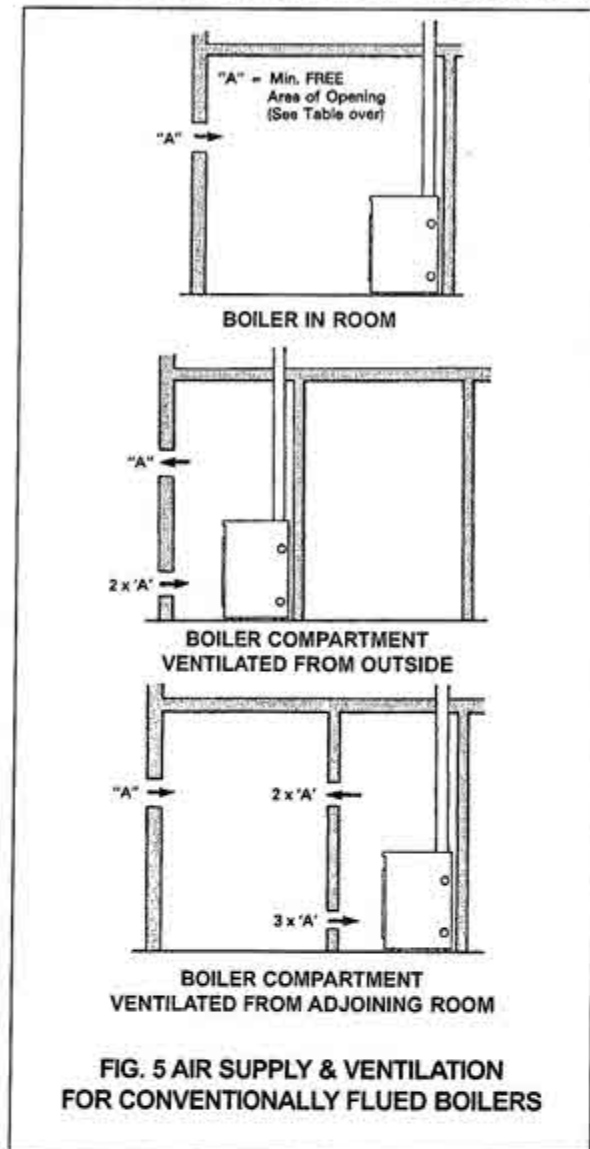 "A" = Min. FREE
Area of Opening
(See Table over)
"A"
BOILER IN ROOM
"A"
2 x 'A'
BOILER COMPARTMENT
VENTILATED FROM OUTSIDE
"A"
2 x 'A'
3 x 'A'
BOILER COMPARTMENT
VENTILATED FROM ADJOINING ROOM
FIG. 5 AIR SUPPLY & VENTILATION
FOR CONVENTIONALLY FLUED BOILERS